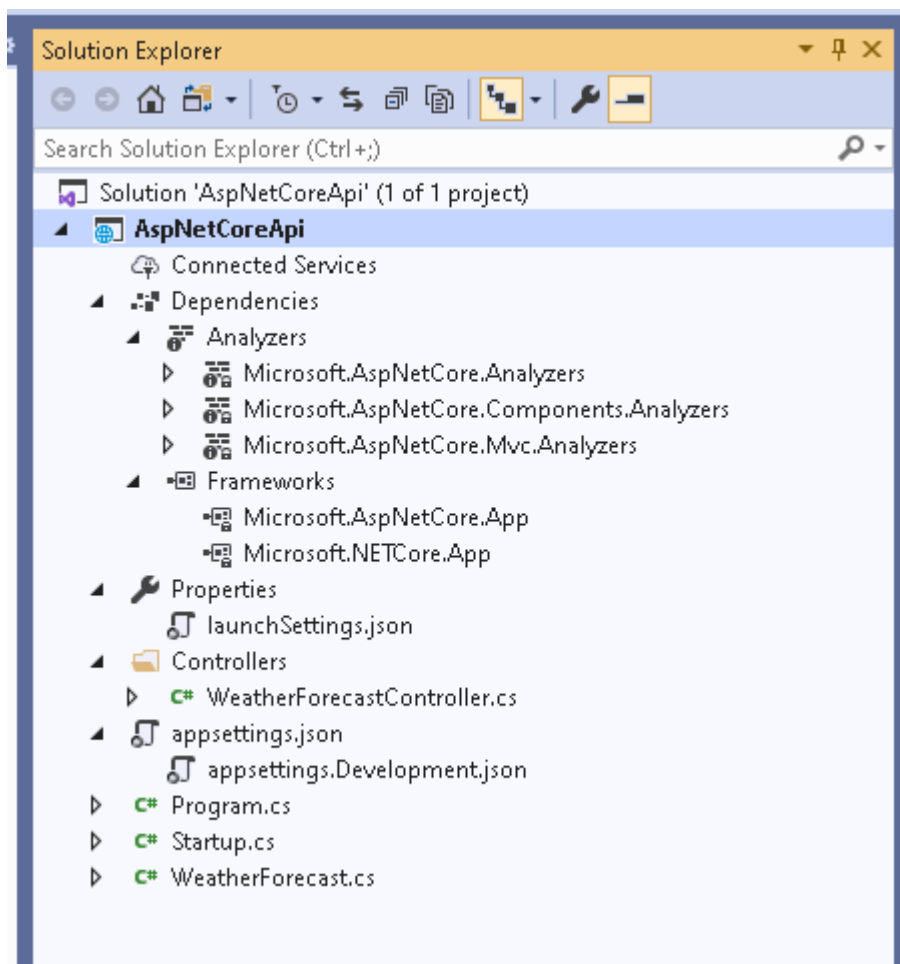 Solution Explorer
Search Solution Explorer (Ctrl+;)
Solution 'AspNetCoreApi' (1 of 1 project)
AspNetCoreApi
Connected Services
Dependencies
Analyzers
Microsoft.AspNetCore.Analyzers
Microsoft.AspNetCore.Components.Analyzers
Microsoft.AspNetCore.Mvc.Analyzers
Frameworks
Microsoft.AspNetCore.App
Microsoft.NETCore.App
Properties
launchSettings.json
Controllers
C# WeatherForecastController.cs
appsettings.json
appsettings.Development.json
C# Program.cs
C# Startup.cs
C# WeatherForecast.cs